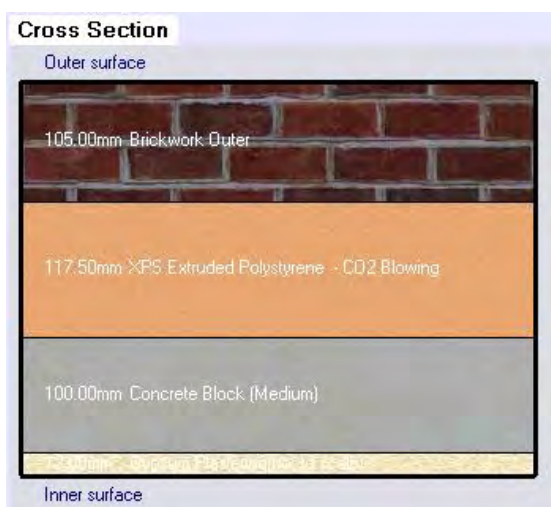 Cross Section
Outer surface
105.00mm Brickwork Outer
117.50mm XPS Extruded Polystyrene - CO2 Blowing
100.00mm Concrete Block (Medium)
Inner surface